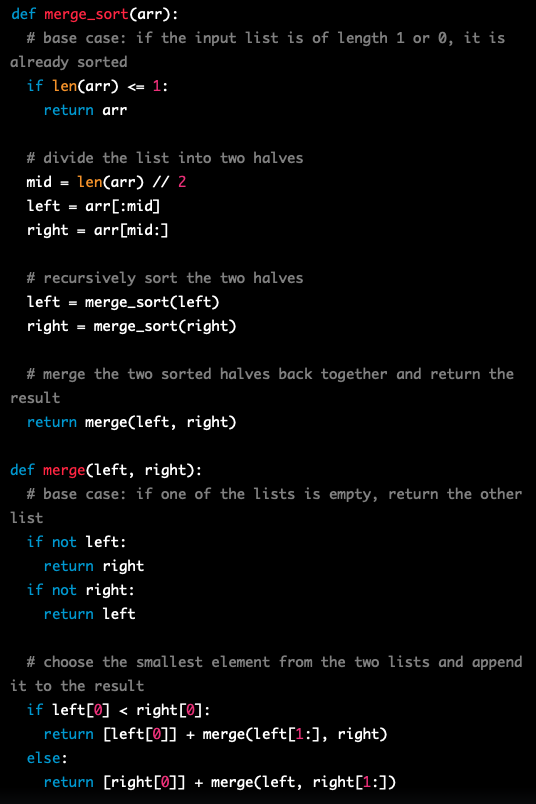 def merge_sort(arr):
  # base case: if the input list is of length 1 or 0, it is
already sorted
  if len(arr) <= 1:
    return arr

  # divide the list into two halves
  mid = len(arr) // 2
  left = arr[:mid]
  right = arr[mid:]

  # recursively sort the two halves
  left = merge_sort(left)
  right = merge_sort(right)

  # merge the two sorted halves back together and return the
result
  return merge(left, right)

def merge(left, right):
  # base case: if one of the lists is empty, return the other
list
  if not left:
    return right
  if not right:
    return left

  # choose the smallest element from the two lists and append
it to the result
  if left[0] < right[0]:
    return [left[0]] + merge(left[1:], right)
  else:
    return [right[0]] + merge(left, right[1:])